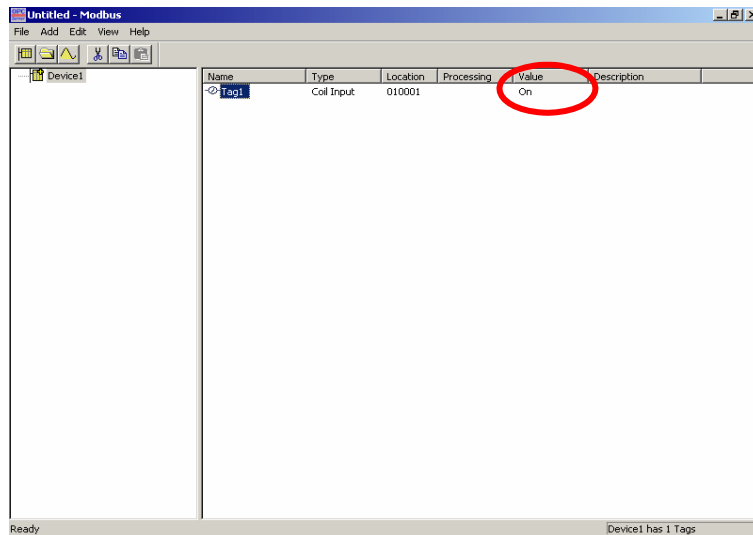 Untitled - Modbus
File Add Edit View Help
Device1
Name Type Location Processing Value Description
Tag1 Coil Input 010001 On
Ready Device1 has 1 Tags